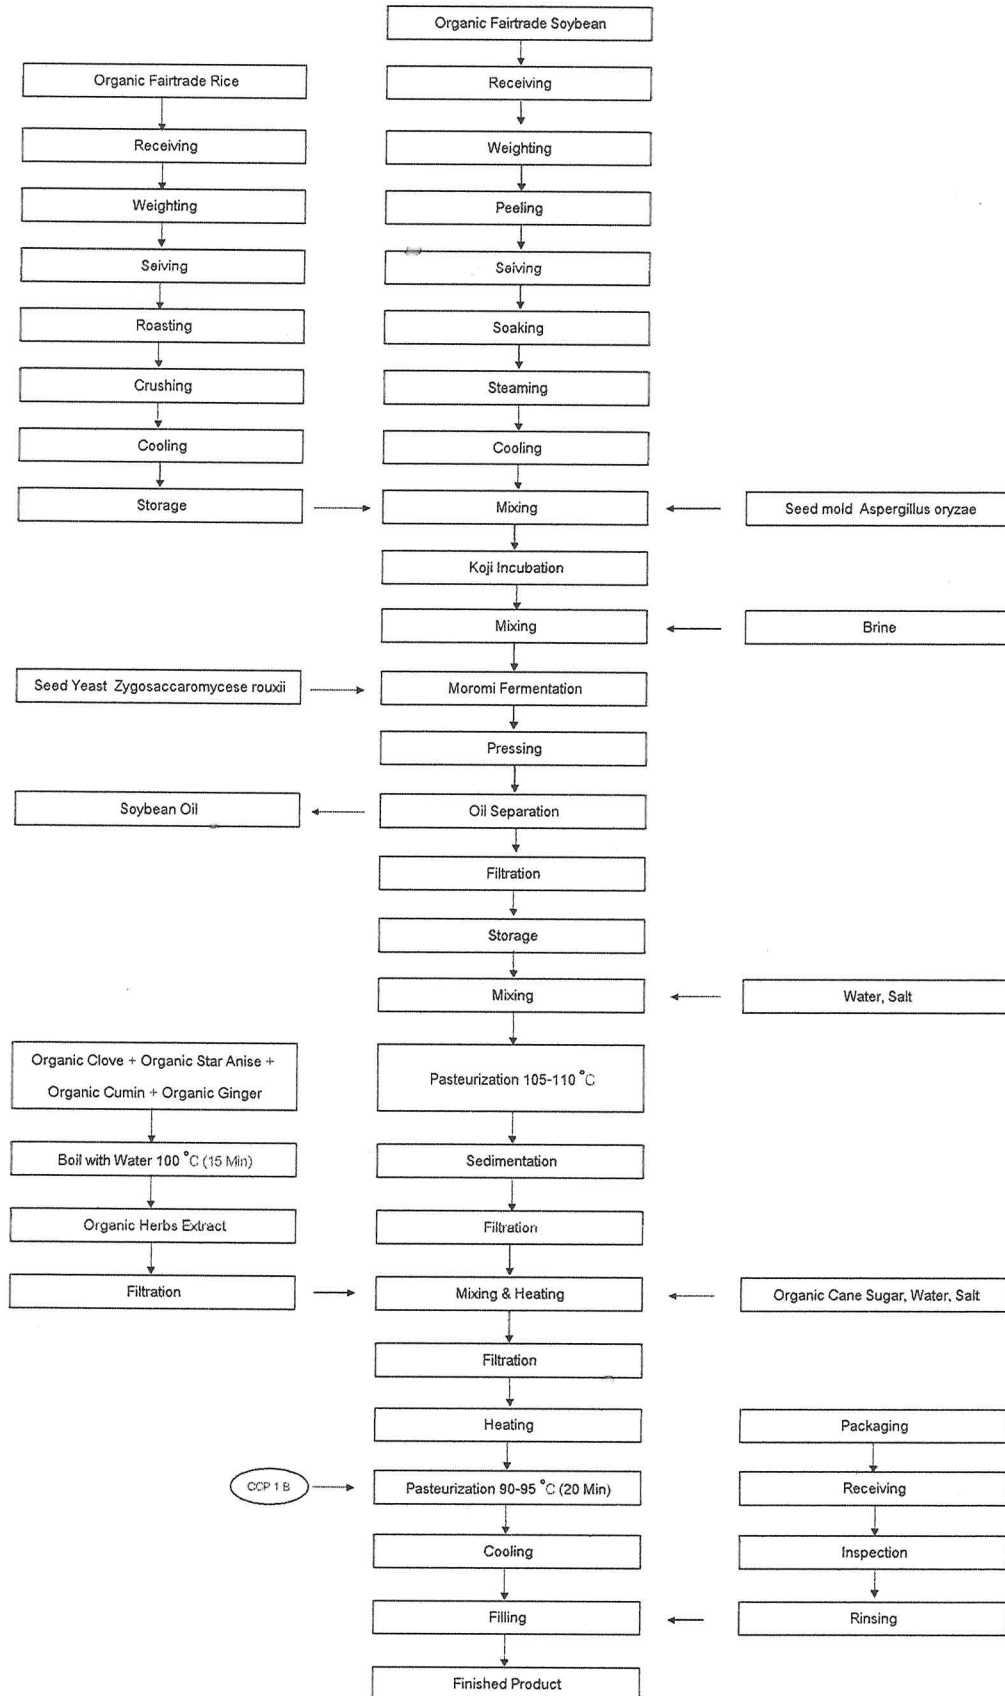 Organic Fairtrade Soybean
Receiving
Weighting
Peeling
Seiving
Soaking
Steaming
Cooling
Organic Fairtrade Rice
Receiving
Weighting
Seiving
Roasting
Crushing
Cooling
Storage
Mixing
Seed mold Aspergillus oryzae
Koji Incubation
Mixing
Brine
Seed Yeast Zygosaccaromycese rouxii
Moromi Fermentation
Pressing
Soybean Oil
Oil Separation
Filtration
Storage
Mixing
Water, Salt
Pasteurization 105-110 °C
Sedimentation
Filtration
Organic Clove + Organic Star Anise +
Organic Cumin + Organic Ginger
Boil with Water 100 °C (15 Min)
Organic Herbs Extract
Filtration
Mixing & Heating
Organic Cane Sugar, Water, Salt
Filtration
Heating
CCP 1 B
Pasteurization 90-95 °C (20 Min)
Cooling
Packaging
Receiving
Inspection
Rinsing
Filling
Finished Product